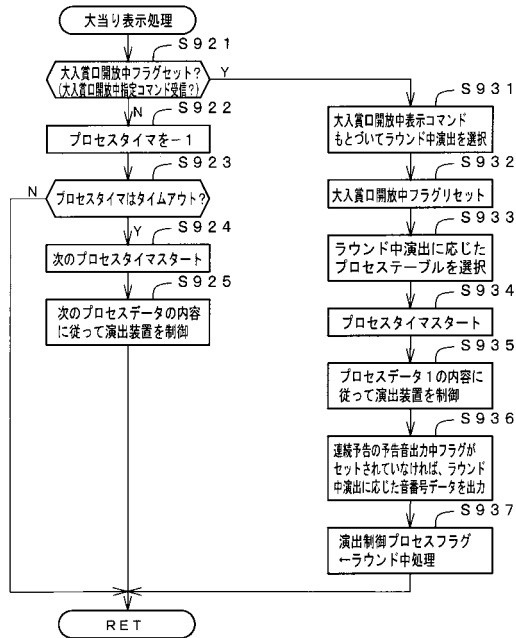 大当り表示処理
S921
大入賞口開放中フラグセット?
(大入賞口開放中指定コマンド受信?)
Y
N
S922
プロセスタイマを-1
S923
プロセスタイマはタイムアウト?
N
Y
S924
次のプロセスタイマスタート
S925
次のプロセスデータの内容
に従って演出装置を制御
S931
大入賞口開放中表示コマンド
もとづいてラウンド中演出を選択
S932
大入賞口開放中フラグリセット
S933
ラウンド中演出に応じた
プロセステーブルを選択
S934
プロセスタイマスタート
S935
プロセスデータ1の内容に
従って演出装置を制御
S936
連続予告の予告音出力中フラグが
セットされていなければ、ラウンド
中演出に応じた音番号データを出力
S937
演出制御プロセスフラグ
←ラウンド中処理
RET